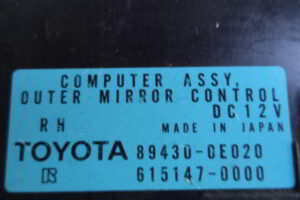 COMPUTER ASSY,
OUTER MIRROR CONTROL
DC12V
RH MADE IN JAPAN
TOYOTA 89430-0E020
R 615147-0000